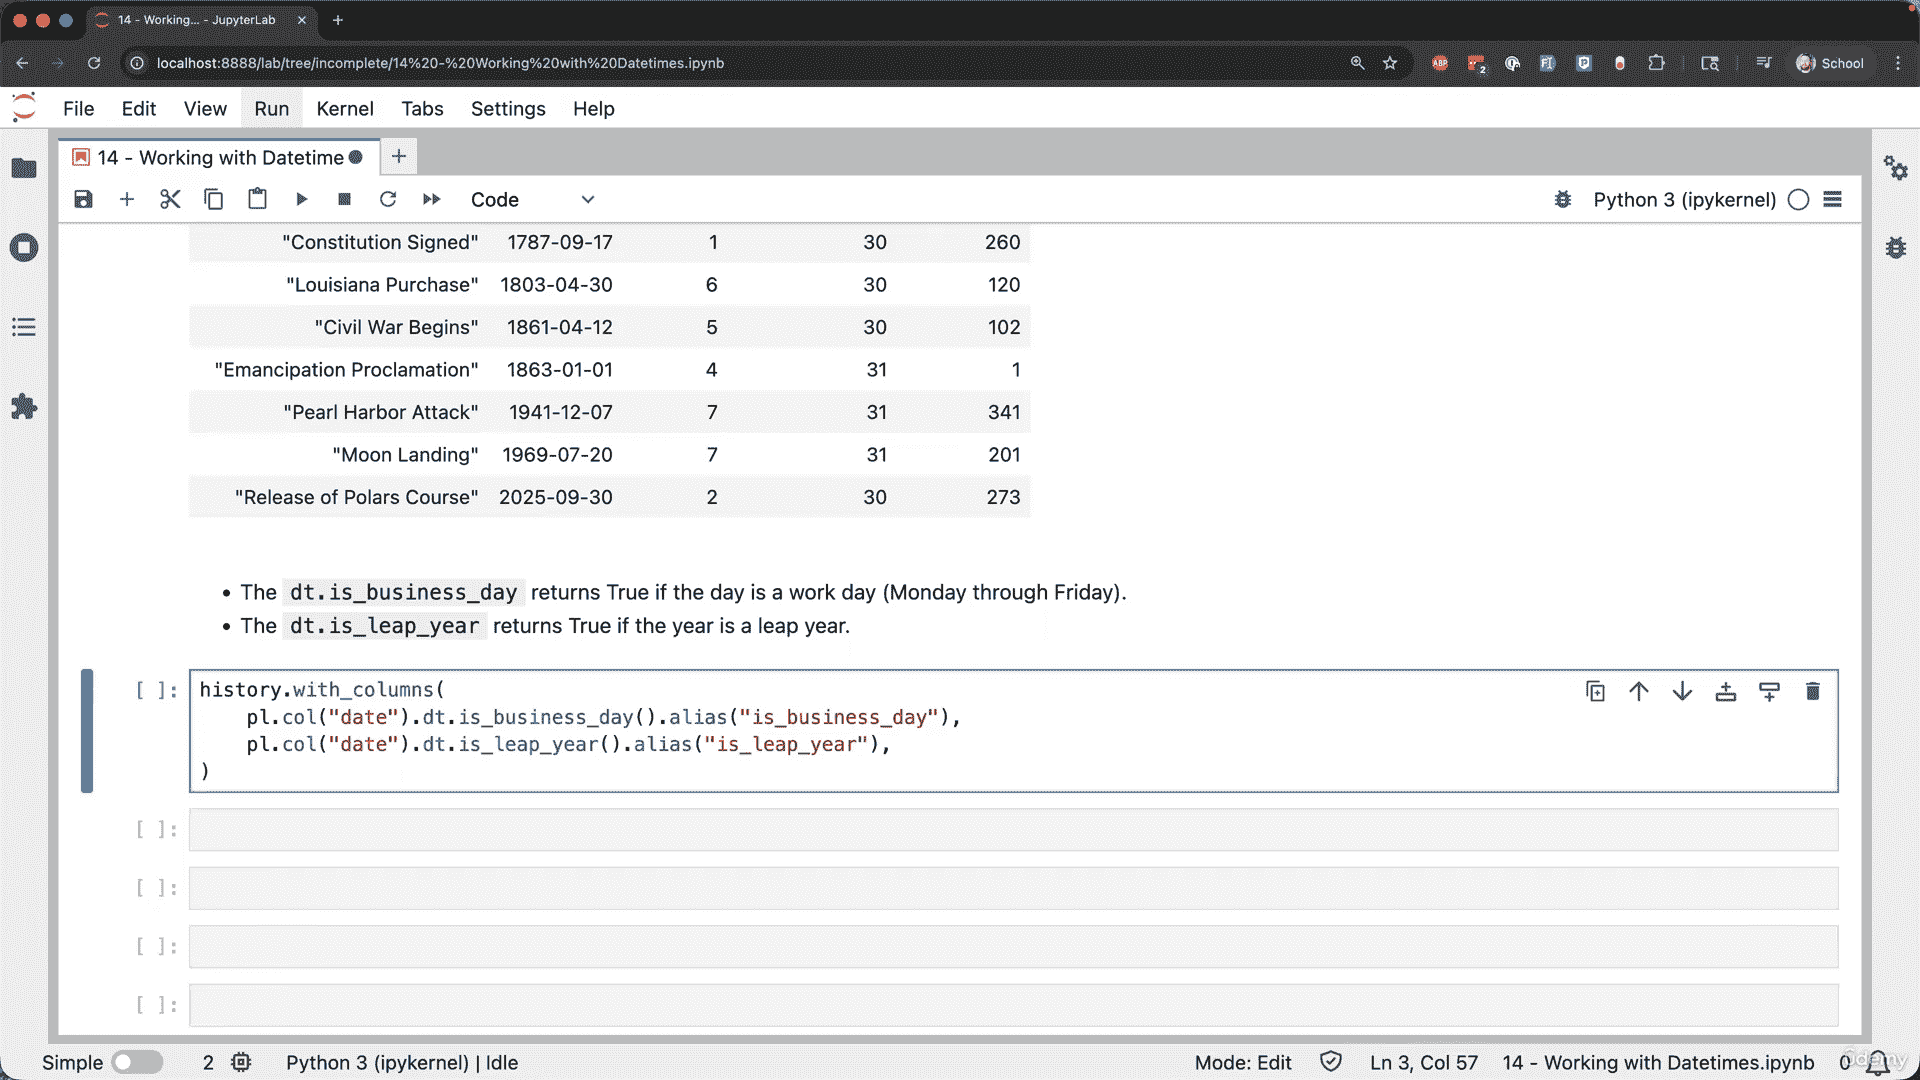 14 - Working... - JupyterLab
localhost:8888/lab/tree/incomplete/14%20-%20Working%20with%20Datetimes.ipynb
ABP
2
School
File Edit View Run Kernel Tabs Settings Help
14 - Working with Datetime
Code
Python 3 (ipykernel)
"Constitution Signed" 1787-09-17 1 30 260
"Louisiana Purchase" 1803-04-30 6 30 120
"Civil War Begins" 1861-04-12 5 30 102
"Emancipation Proclamation" 1863-01-01 4 31 1
"Pearl Harbor Attack" 1941-12-07 7 31 341
"Moon Landing" 1969-07-20 7 31 201
"Release of Polars Course" 2025-09-30 2 30 273
• The dt.is_business_day returns True if the day is a work day (Monday through Friday).
• The dt.is_leap_year returns True if the year is a leap year.
[ ]: history.with_columns(
pl.col("date").dt.is_business_day().alias("is_business_day"),
pl.col("date").dt.is_leap_year().alias("is_leap_year"),
)
[ ]:
[ ]:
[ ]:
[ ]:
Simple 2 Python 3 (ipykernel) | Idle Mode: Edit Ln 3, Col 57 14 - Working with Datetimes.ipynb 0
Udemy